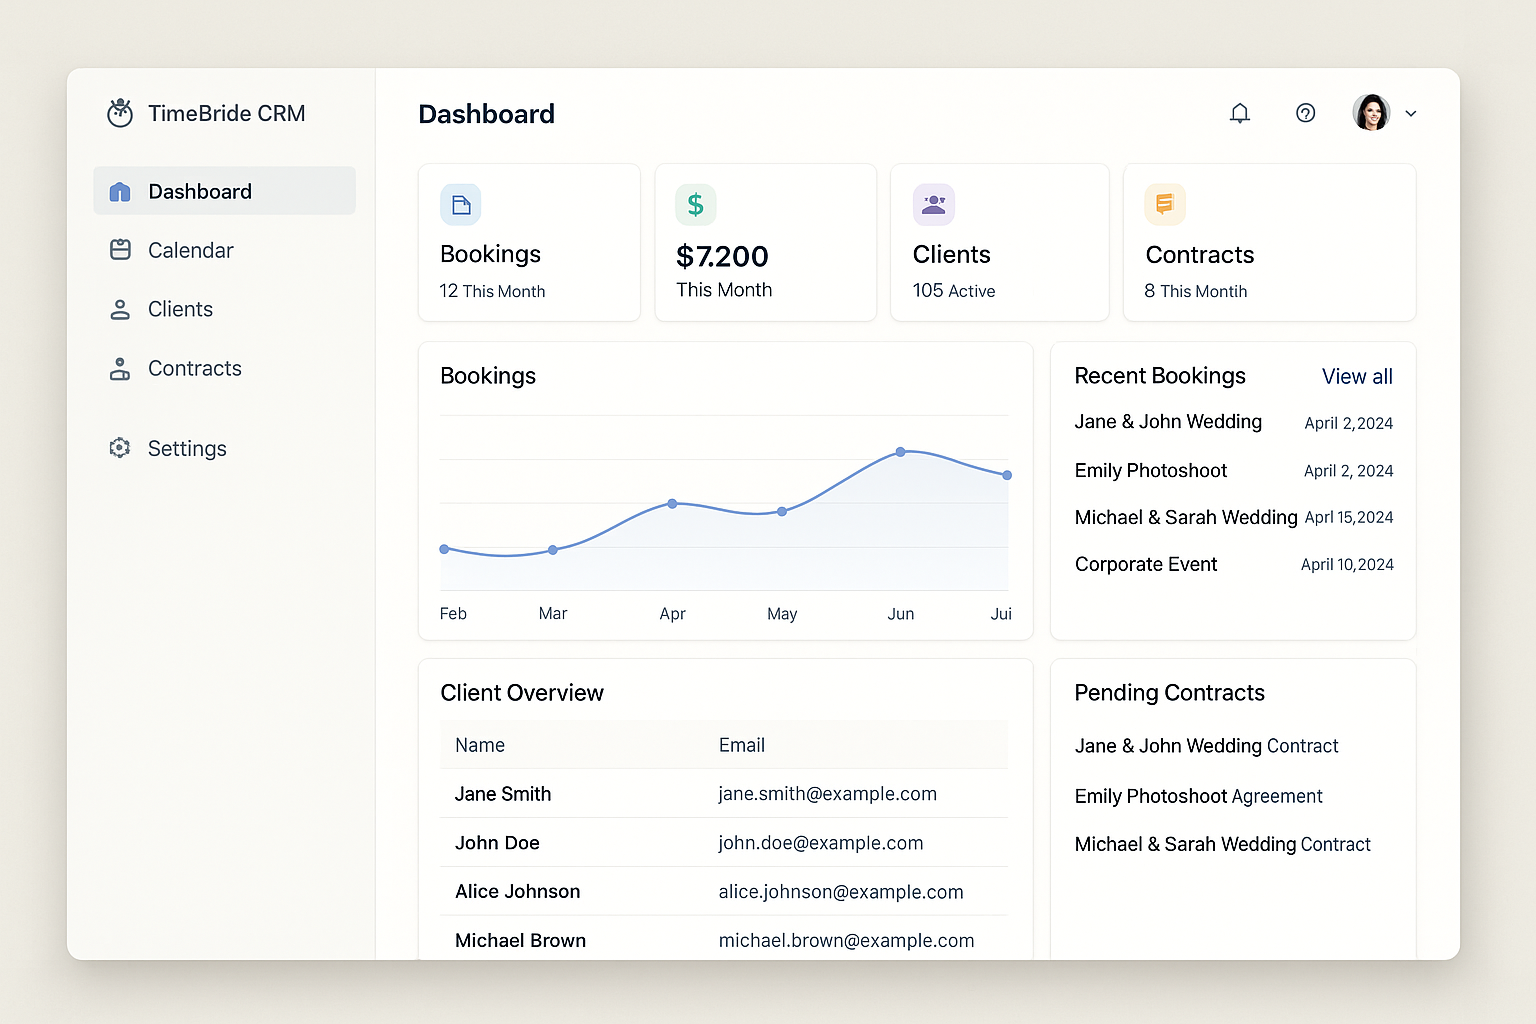 TimeBride CRM
Dashboard
Calendar
Clients
Contracts
Settings
Dashboard
Bookings
12 This Month
$7.200
This Month
Clients
105 Active
Contracts
8 This Montih
Bookings
Feb Mar Apr May Jun Jui
Recent Bookings View all
Jane & John Wedding April 2,2024
Emily Photoshoot April 2, 2024
Michael & Sarah Wedding Aprl 15,2024
Corporate Event April 10,2024
Client Overview
Name Email
Jane Smith jane.smith@example.com
John Doe john.doe@example.com
Alice Johnson alice.johnson@example.com
Michael Brown michael.brown@example.com
Pending Contracts
Jane & John Wedding Contract
Emily Photoshoot Agreement
Michael & Sarah Wedding Contract